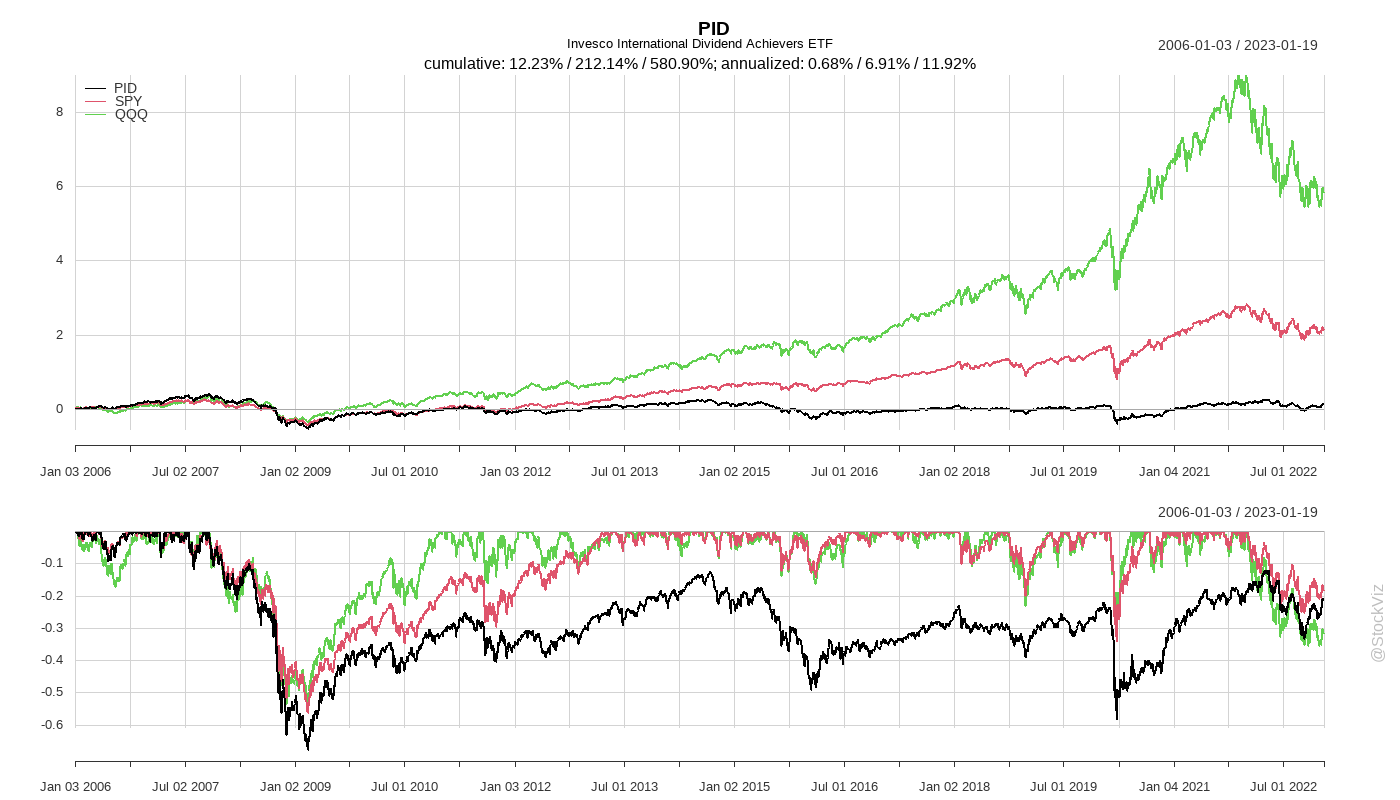 PID
Invesco International Dividend Achievers ETF
2006-01-03 / 2023-01-19
cumulative: 12.23% / 212.14% / 580.90%; annualized: 0.68% / 6.91% / 11.92%
PID
SPY
QQQ
8
6
4
2
0
Jan 03 2006 Jul 02 2007 Jan 02 2009 Jul 01 2010 Jan 03 2012 Jul 01 2013 Jan 02 2015 Jul 01 2016 Jan 02 2018 Jul 01 2019 Jan 04 2021 Jul 01 2022
2006-01-03 / 2023-01-19
-0.1
-0.2
-0.3
-0.4
-0.5
-0.6
Jan 03 2006 Jul 02 2007 Jan 02 2009 Jul 01 2010 Jan 03 2012 Jul 01 2013 Jan 02 2015 Jul 01 2016 Jan 02 2018 Jul 01 2019 Jan 04 2021 Jul 01 2022
@StockViz